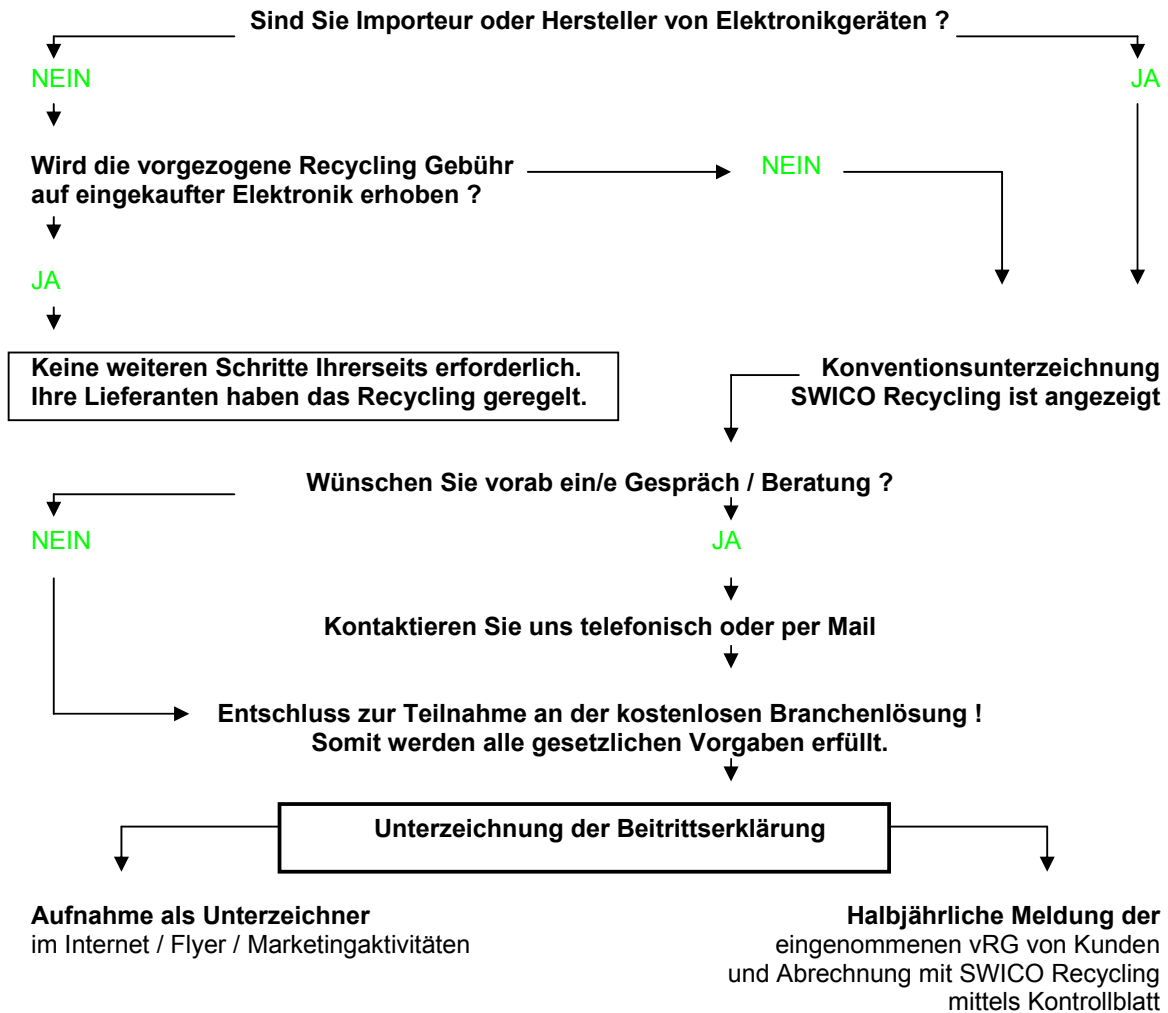 Sind Sie Importeur oder Hersteller von Elektronikgeräten ?
NEIN
JA
Wird die vorgezogene Recycling Gebühr
auf eingekaufter Elektronik erhoben ?
NEIN
JA
Keine weiteren Schritte Ihrerseits erforderlich.
Ihre Lieferanten haben das Recycling geregelt.
Konventionsunterzeichnung
SWICO Recycling ist angezeigt
Wünschen Sie vorab ein/e Gespräch / Beratung ?
NEIN
JA
Kontaktieren Sie uns telefonisch oder per Mail
Entschluss zur Teilnahme an der kostenlosen Branchenlösung !
Somit werden alle gesetzlichen Vorgaben erfüllt.
Unterzeichnung der Beitrittserklärung
Aufnahme als Unterzeichner
im Internet / Flyer / Marketingaktivitäten
Halbjährliche Meldung der
eingenommenen vRG von Kunden
und Abrechnung mit SWICO Recycling
mittels Kontrollblatt